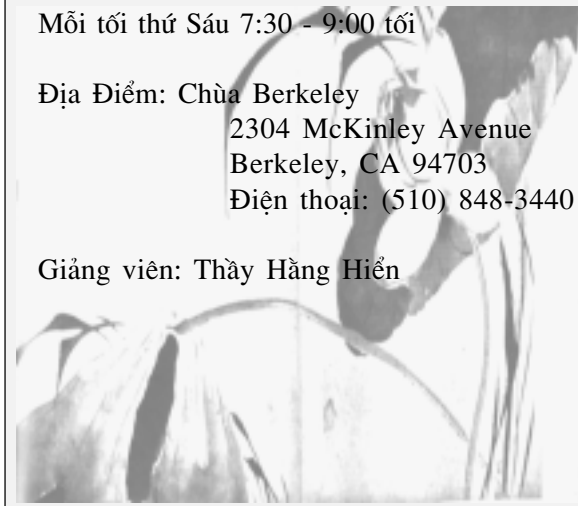 Mỗi tối thứ Sáu 7:30 - 9:00 tối
Địa Điểm: Chùa Berkeley
2304 McKinley Avenue
Berkeley, CA 94703
Điện thoại: (510) 848-3440
Giảng viên: Thầy Hằng Hiển